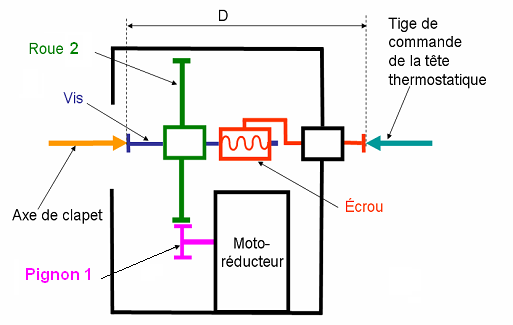 D
Roue 2
Tige de
commande
de la tête
thermostatique
Vis
Axe de clapet
Écrou
Pignon 1
Moto-
réducteur